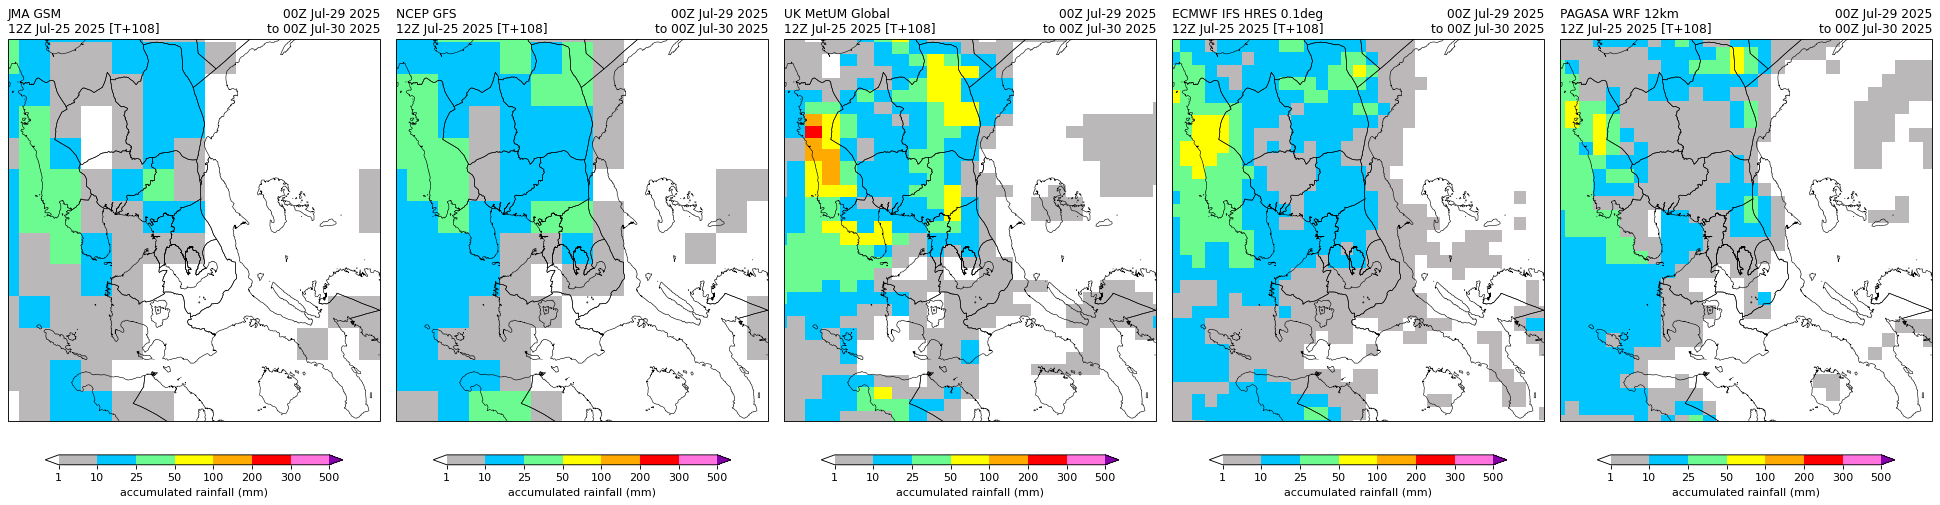 JMA GSM
00Z Jul-29 2025
12Z Jul-25 2025 [T+108]
to 00Z Jul-30 2025
1 10 25 50 100 200 300 500
accumulated rainfall (mm)
NCEP GFS
00Z Jul-29 2025
12Z Jul-25 2025 [T+108]
to 00Z Jul-30 2025
1 10 25 50 100 200 300 500
accumulated rainfall (mm)
UK MetUM Global
00Z Jul-29 2025
12Z Jul-25 2025 [T+108]
to 00Z Jul-30 2025
1 10 25 50 100 200 300 500
accumulated rainfall (mm)
ECMWF IFS HRES 0.1deg
00Z Jul-29 2025
12Z Jul-25 2025 [T+108]
to 00Z Jul-30 2025
1 10 25 50 100 200 300 500
accumulated rainfall (mm)
PAGASA WRF 12km
00Z Jul-29 2025
12Z Jul-25 2025 [T+108]
to 00Z Jul-30 2025
1 10 25 50 100 200 300 500
accumulated rainfall (mm)